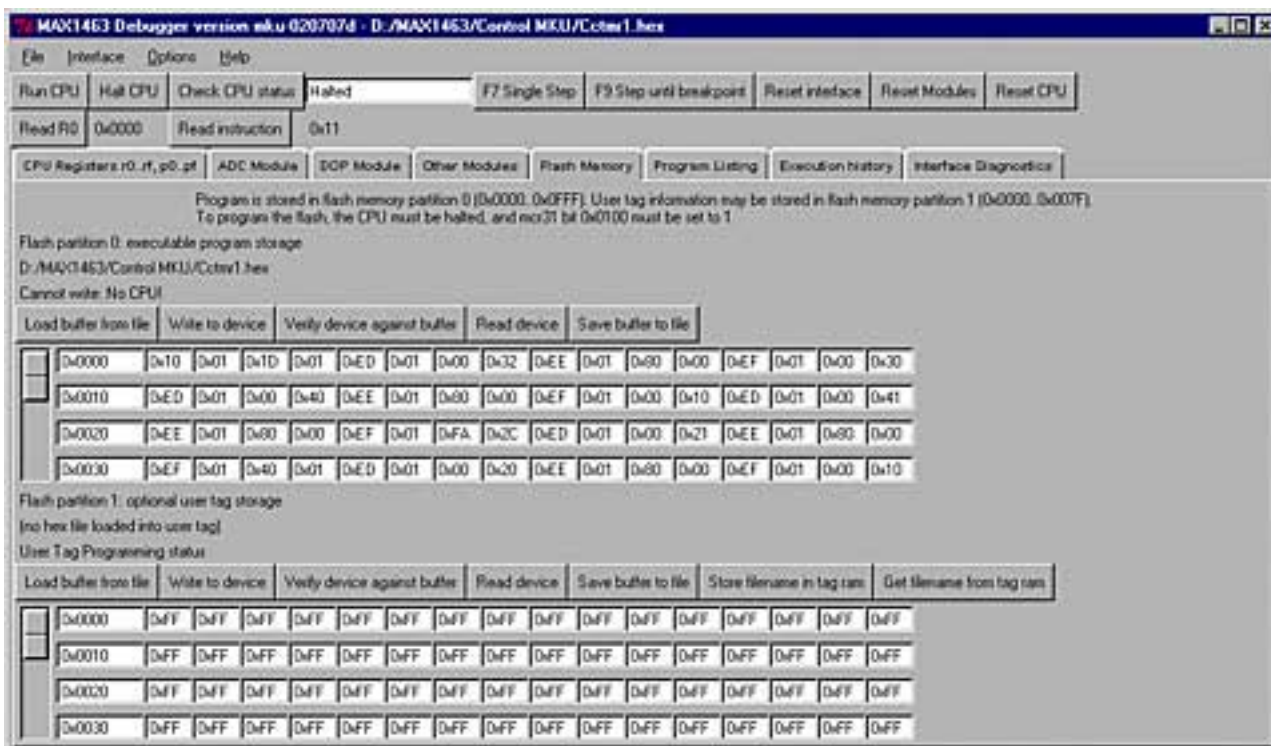 MAX1463 Debugger version mku 020707d - D:/MAX1463/Control MKU/Cctmr1.hex
File Interface Options Help
Run CPU Halt CPU Check CPU status Halted F7 Single Step F9 Step until breakpoint Reset interface Reset Modules Reset CPU
Read R0 0x0000 Read instruction 0x11
CPU Registers r0..rf, p0..pf ADC Module DOP Module Other Modules Flash Memory Program Listing Execution history Interface Diagnostics
Program is stored in flash memory partition 0 (0x0000..0x0FFF). User tag information may be stored in flash memory partition 1 (0x0000..0x007F).
To program the flash, the CPU must be halted, and mcr31 bit 0x0100 must be set to 1
Flash partition 0: executable program storage
D:/MAX1463/Control MKU/Cctmr1.hex
Cannot write: No CPU!
Load buffer from file Write to device Verify device against buffer Read device Save buffer to file
0x0000 0x10 0x01 0x1D 0x01 0xED 0x01 0x00 0x32 0xEE 0x01 0x80 0x00 0xEF 0x01 0x00 0x30
0x0010 0xED 0x01 0x00 0x40 0xEE 0x01 0x80 0x00 0xEF 0x01 0x00 0x10 0xED 0x01 0x00 0x41
0x0020 0xEE 0x01 0x80 0x00 0xEF 0x01 0xFA 0x2C 0xED 0x01 0x00 0x21 0xEE 0x01 0x80 0x00
0x0030 0xEF 0x01 0x40 0x01 0xED 0x01 0x00 0x20 0xEE 0x01 0x80 0x00 0xEF 0x01 0x00 0x10
Flash partition 1: optional user tag storage
(no hex file loaded into user tag)
User Tag Programming status
Load buffer from file Write to device Verify device against buffer Read device Save buffer to file Store filename in tag ram Get filename from tag ram
0x0000 0xFF 0xFF 0xFF 0xFF 0xFF 0xFF 0xFF 0xFF 0xFF 0xFF 0xFF 0xFF 0xFF 0xFF 0xFF 0xFF
0x0010 0xFF 0xFF 0xFF 0xFF 0xFF 0xFF 0xFF 0xFF 0xFF 0xFF 0xFF 0xFF 0xFF 0xFF 0xFF 0xFF
0x0020 0xFF 0xFF 0xFF 0xFF 0xFF 0xFF 0xFF 0xFF 0xFF 0xFF 0xFF 0xFF 0xFF 0xFF 0xFF 0xFF
0x0030 0xFF 0xFF 0xFF 0xFF 0xFF 0xFF 0xFF 0xFF 0xFF 0xFF 0xFF 0xFF 0xFF 0xFF 0xFF 0xFF